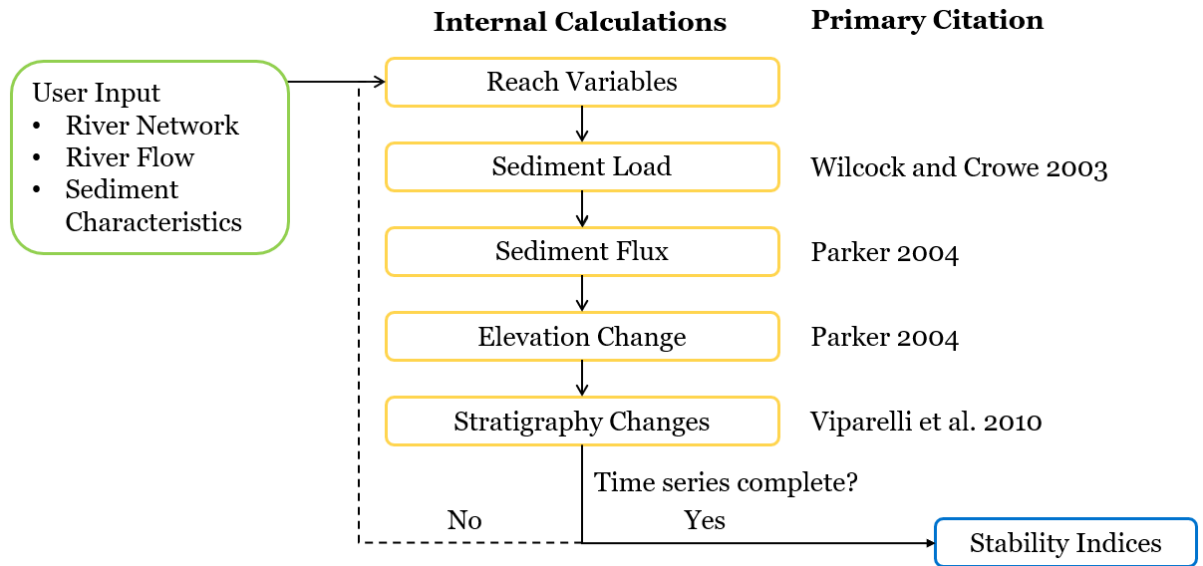 Internal Calculations
Primary Citation
User Input
• River Network
• River Flow
• Sediment
Characteristics
Reach Variables
Sediment Load
Wilcock and Crowe 2003
Sediment Flux
Parker 2004
Elevation Change
Parker 2004
Stratigraphy Changes
Viparelli et al. 2010
Time series complete?
No
Yes
Stability Indices